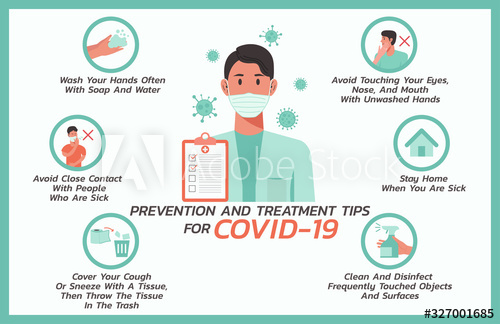 Wash Your Hands Often
With Soap And Water
Avoid Touching Your Eyes,
Nose, And Mouth
With Unwashed Hands
Avoid Close Contact
With People
Who Are Sick
Stay Home
When You Are Sick
PREVENTION AND TREATMENT TIPS
FOR COVID-19
Cover Your Cough
Or Sneeze With A Tissue,
Then Throw The Tissue
In The Trash
Clean And Disinfect
Frequently Touched Objects
And Surfaces
Adobe Stock
#327001685